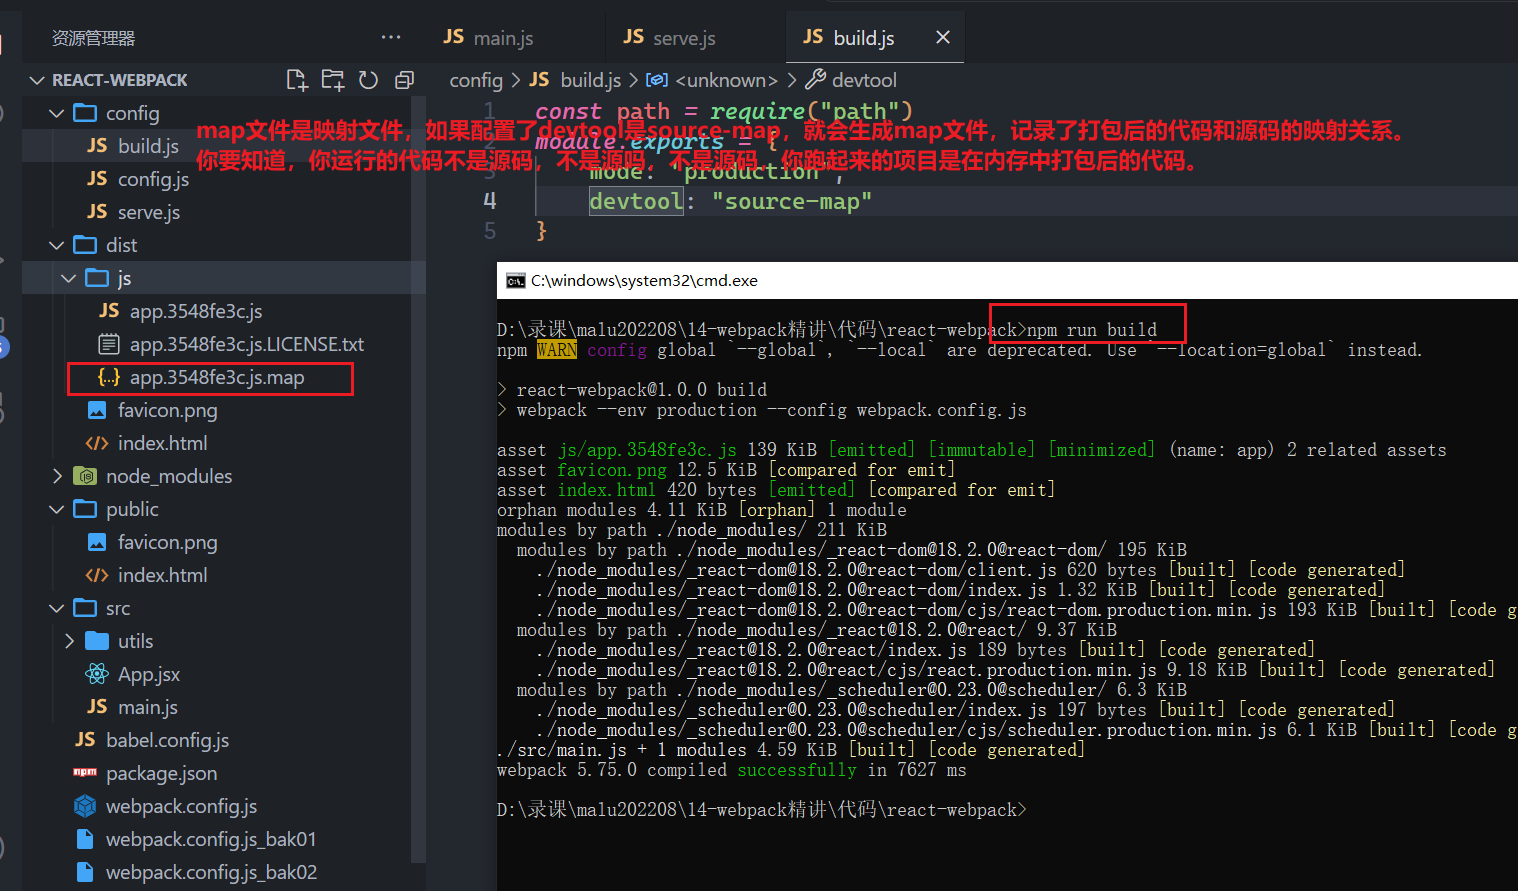 资源管理器 ···
JS main.js
JS serve.js
JS build.js
REACT-WEBPACK
config > JS build.js > <unknown> > devtool
config
JS build.js
JS config.js
JS serve.js
dist
js
JS app.3548fe3c.js
app.3548fe3c.js.LICENSE.txt
{..} app.3548fe3c.js.map
favicon.png
index.html
node_modules
public
favicon.png
index.html
src
utils
App.jsx
JS main.js
JS babel.config.js
npm package.json
webpack.config.js
webpack.config.js_bak01
webpack.config.js_bak02
1 const path = require("path")
map文件是映射文件，如果配置了devtool是source-map，就会生成map文件，记录了打包后的代码和源码的映射关系。
2 module.exports = {
你要知道，你运行的代码不是源码，不是源吗，不是源码，你跑起来的项目是在内存中打包后的代码。
3 mode: "production",
4 devtool: "source-map"
5 }
C:\windows\system32\cmd.exe
D:\录课\malu202208\14-webpack精讲\代码\react-webpack>npm run build
npm WARN config global `--global`, `--local` are deprecated. Use `--location=global` instead.
> react-webpack@1.0.0 build
> webpack --env production --config webpack.config.js
asset js/app.3548fe3c.js 139 KiB [emitted] [immutable] [minimized] (name: app) 2 related assets
asset favicon.png 12.5 KiB [compared for emit]
asset index.html 420 bytes [emitted] [compared for emit]
orphan modules 4.11 KiB [orphan] 1 module
modules by path ./node_modules/ 211 KiB
modules by path ./node_modules/_react-dom@18.2.0@react-dom/ 195 KiB
./node_modules/_react-dom@18.2.0@react-dom/client.js 620 bytes [built] [code generated]
./node_modules/_react-dom@18.2.0@react-dom/index.js 1.32 KiB [built] [code generated]
./node_modules/_react-dom@18.2.0@react-dom/cjs/react-dom.production.min.js 193 KiB [built] [code g
modules by path ./node_modules/_react@18.2.0@react/ 9.37 KiB
./node_modules/_react@18.2.0@react/index.js 189 bytes [built] [code generated]
./node_modules/_react@18.2.0@react/cjs/react.production.min.js 9.18 KiB [built] [code generated]
modules by path ./node_modules/_scheduler@0.23.0@scheduler/ 6.3 KiB
./node_modules/_scheduler@0.23.0@scheduler/index.js 197 bytes [built] [code generated]
./node_modules/_scheduler@0.23.0@scheduler/cjs/scheduler.production.min.js 6.1 KiB [built] [code g
./src/main.js + 1 modules 4.59 KiB [built] [code generated]
webpack 5.75.0 compiled successfully in 7627 ms
D:\录课\malu202208\14-webpack精讲\代码\react-webpack>